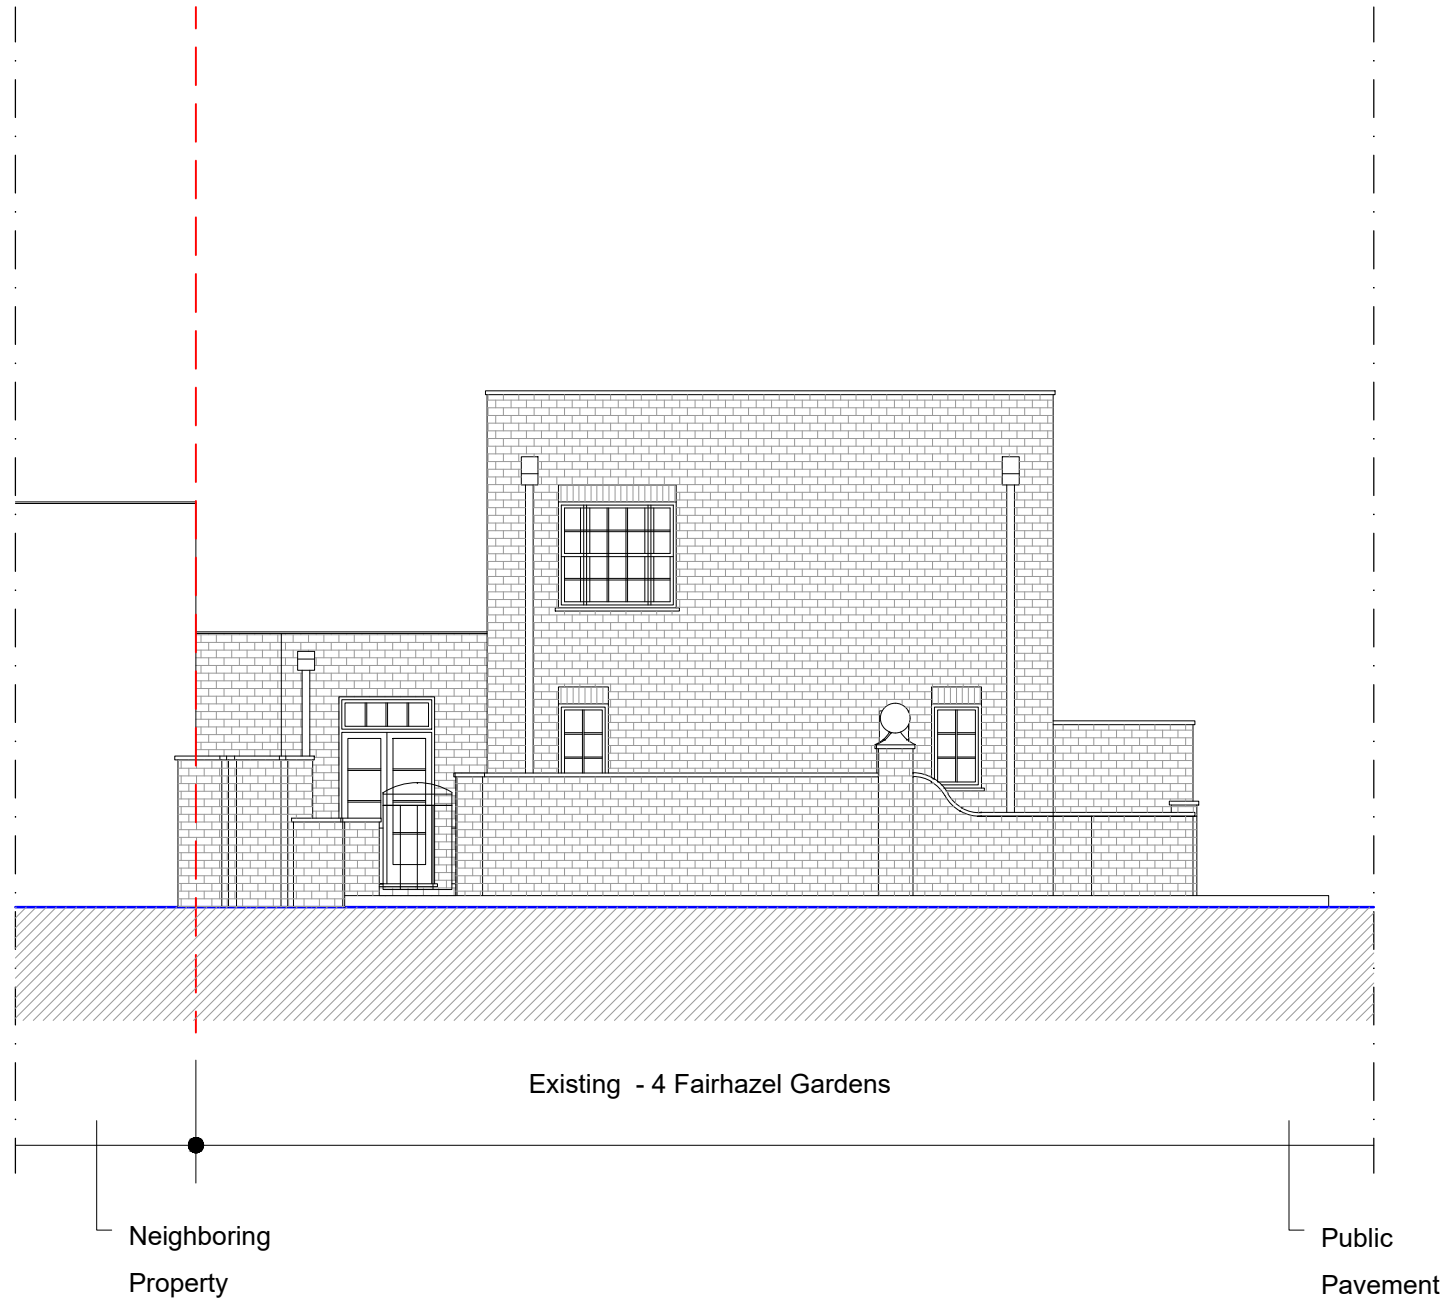 Existing  - 4 Fairhazel Gardens
Neighboring
Property
Public
Pavement